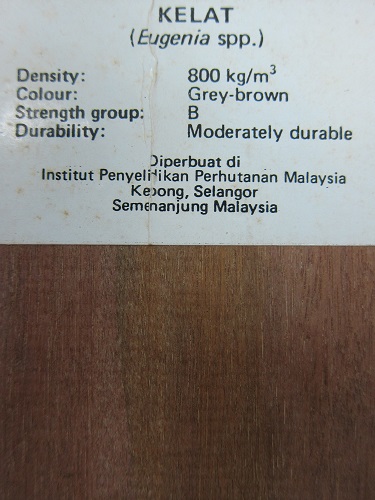 KELAT
(Eugenia spp.)
Density: 800 kg/m³
Colour: Grey-brown
Strength group: B
Durability: Moderately durable
Diperbuat di
Institut Penyelidikan Perhutanan Malaysia
Kepong, Selangor
Semenanjung Malaysia